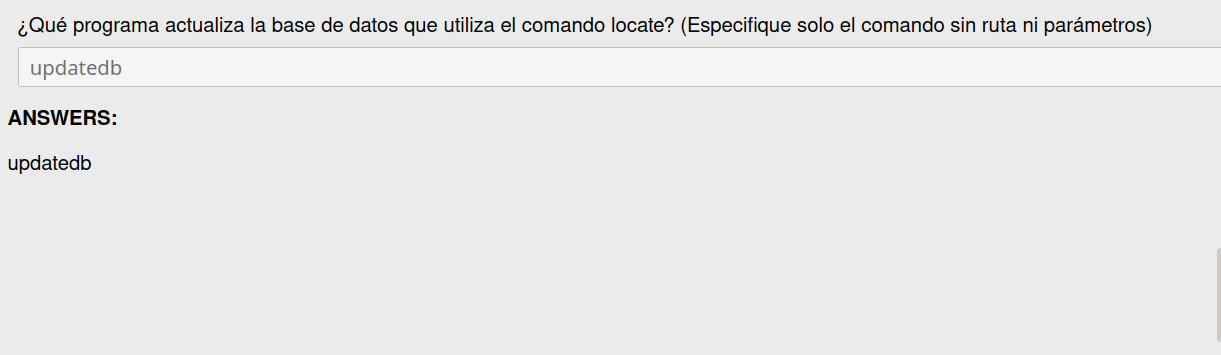 ¿Qué programa actualiza la base de datos que utiliza el comando locate? (Especifique solo el comando sin ruta ni parámetros)
updatedb
ANSWERS:
updatedb